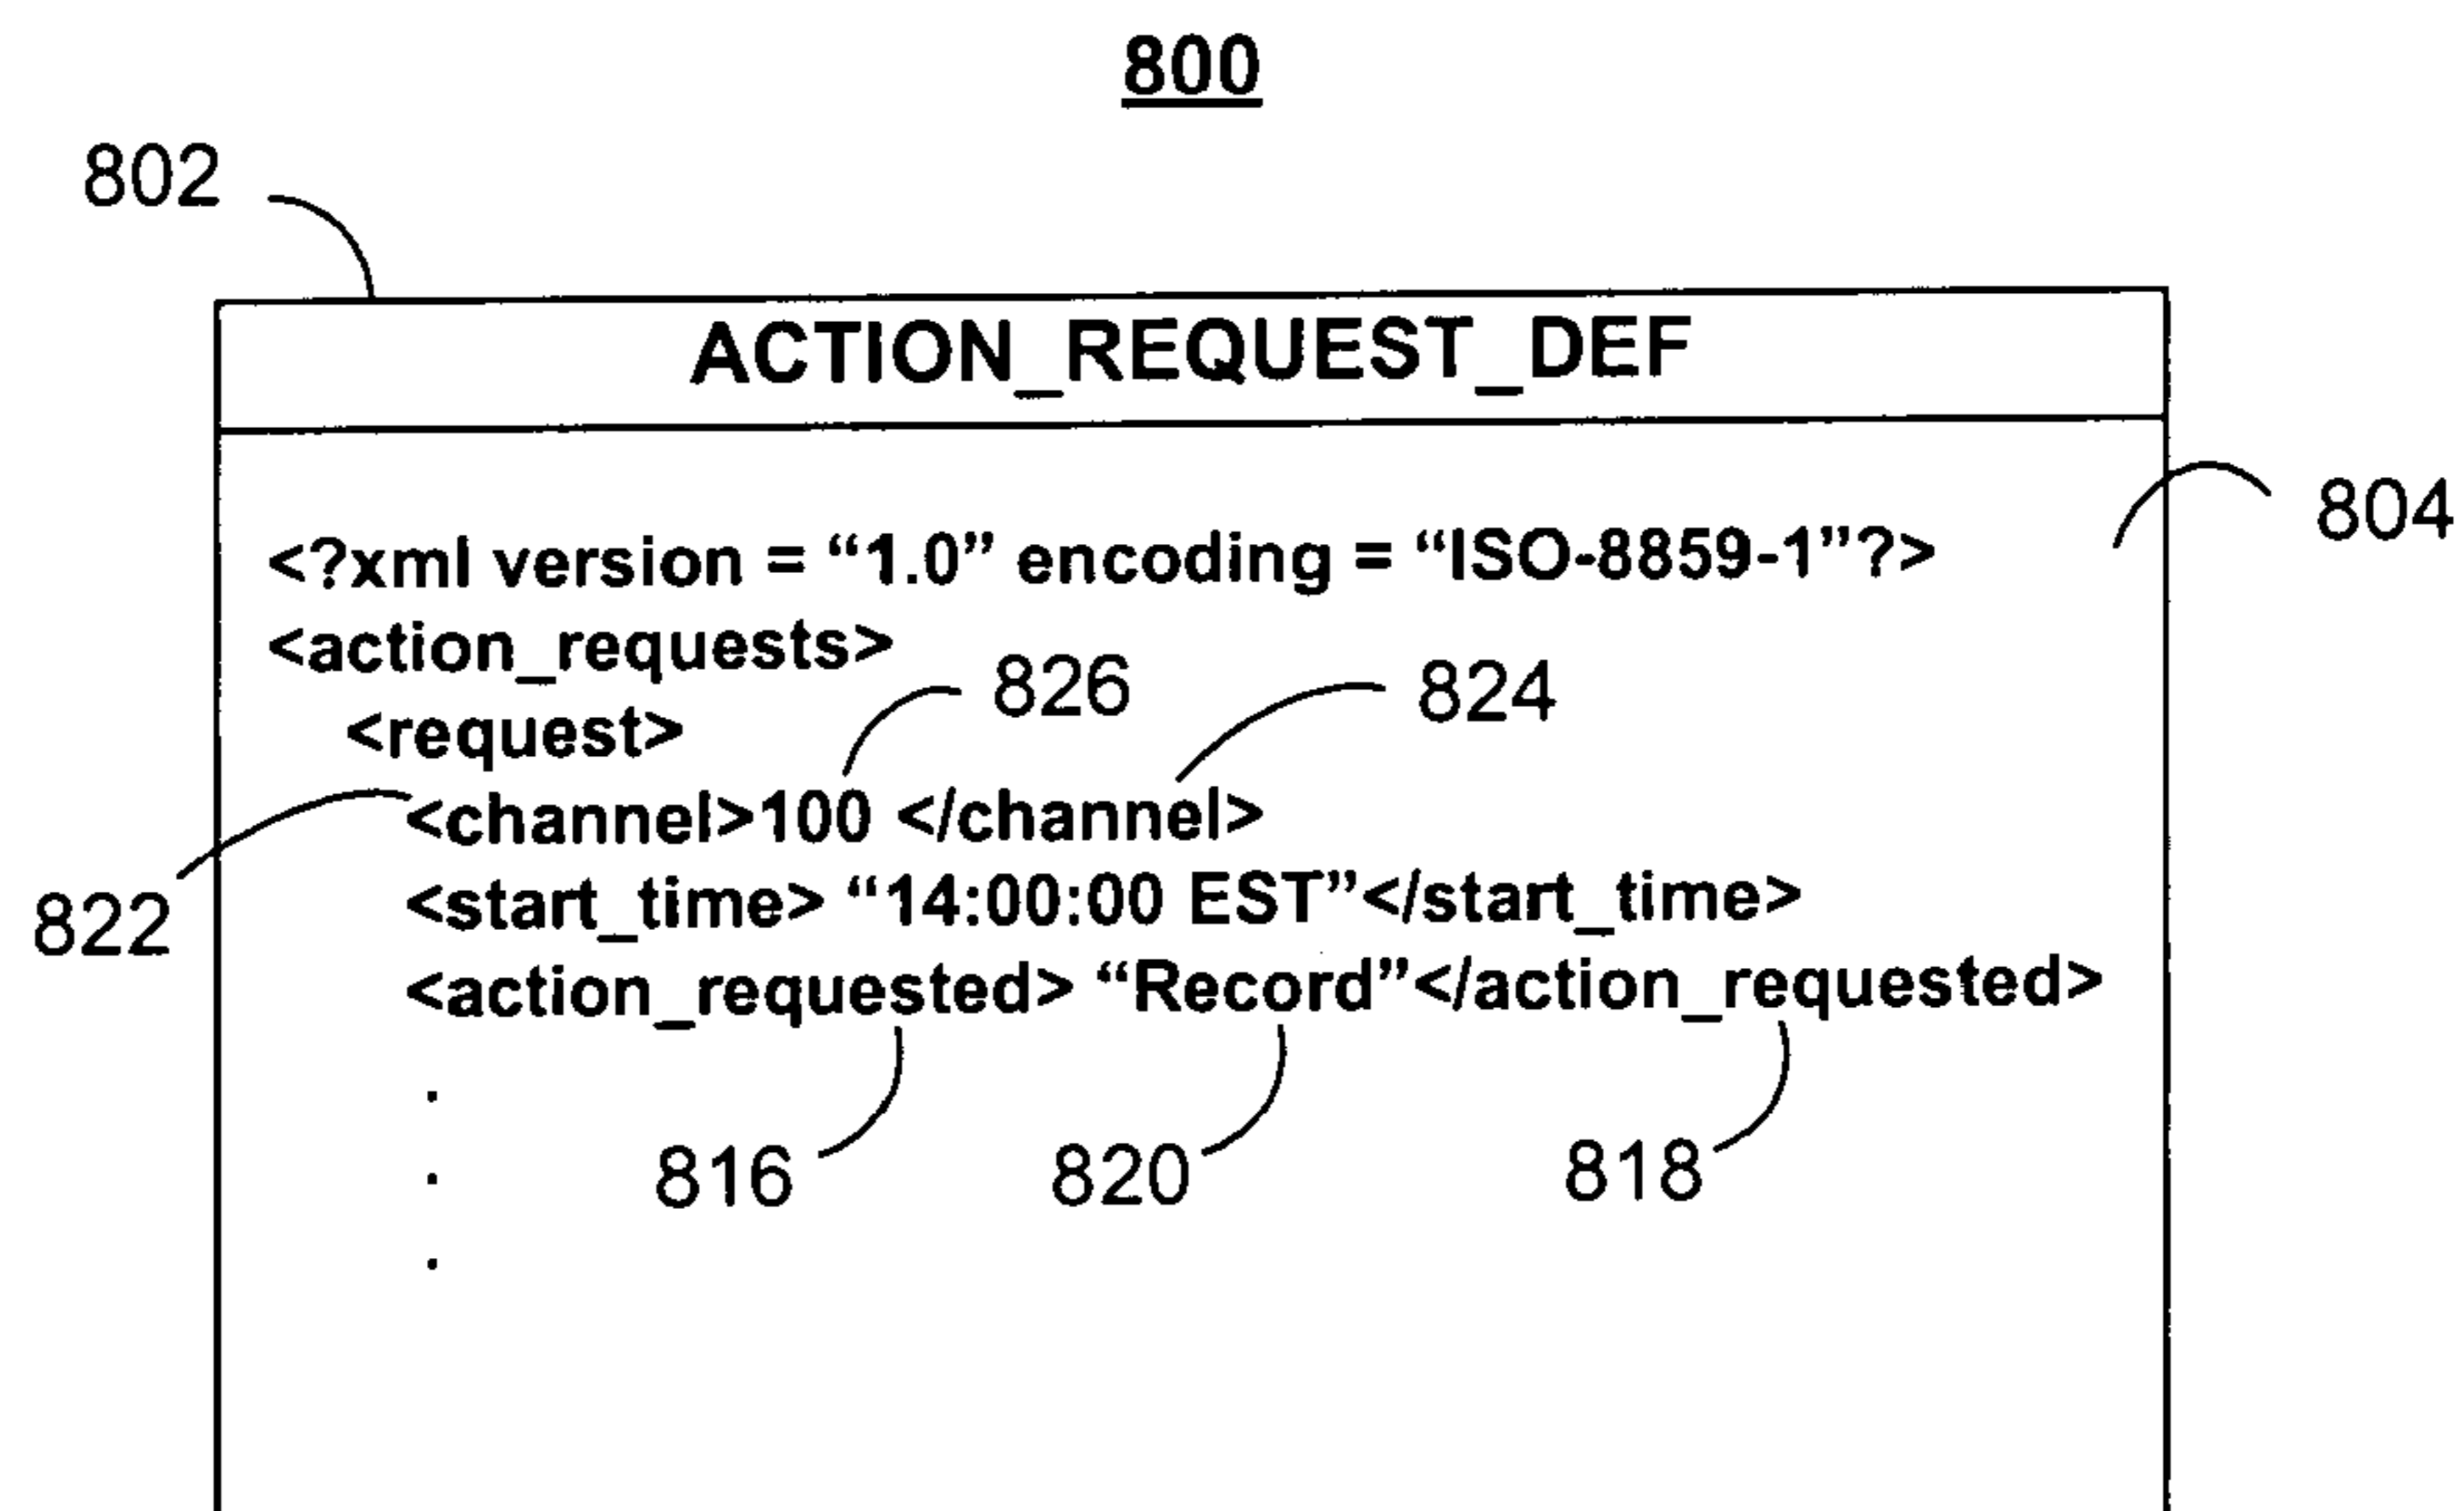 800
802
ACTION_REQUEST_DEF
804
<?xml version = “1.0” encoding = “ISO-8859-1”?>
<action_requests>
826 824
<request>
<channel>100 </channel>
822
<start_time> “14:00:00 EST”</start_time>
<action_requested> “Record”</action_requested>
.
.
.
816 820 818